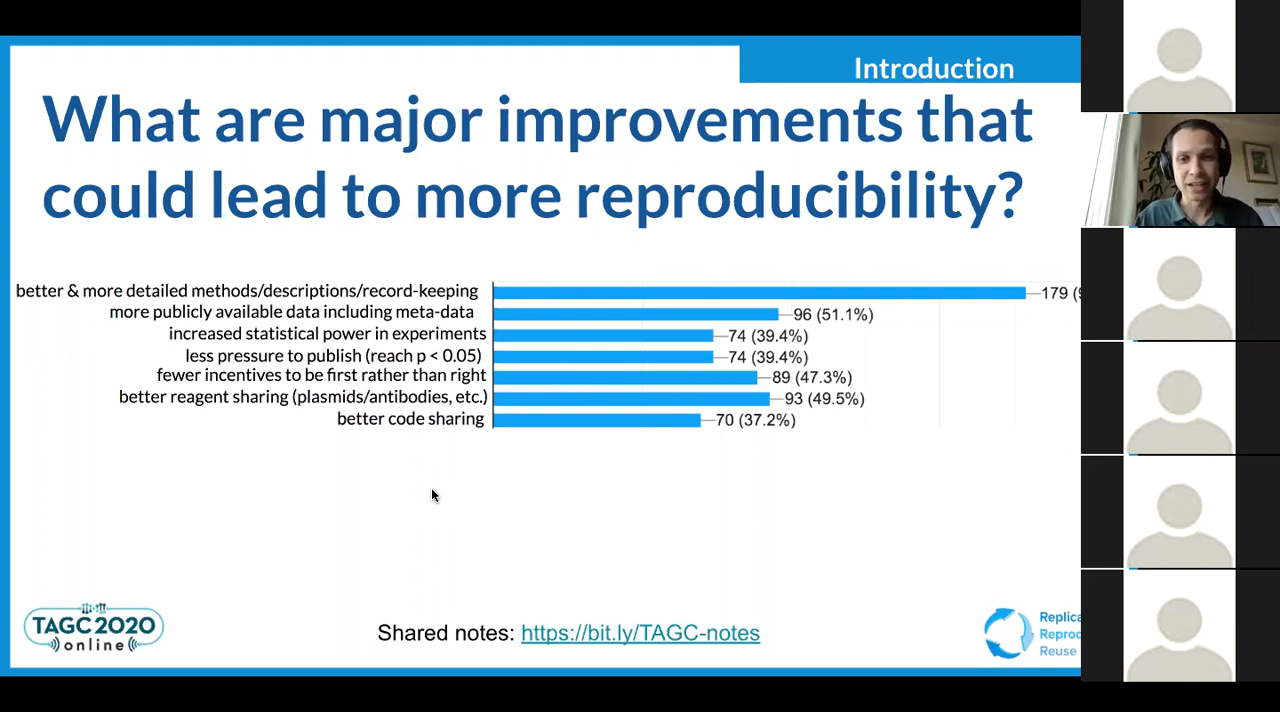 Introduction
What are major improvements that
could lead to more reproducibility?
better & more detailed methods/descriptions/record-keeping
179
more publicly available data including meta-data
96 (51.1%)
increased statistical power in experiments
74 (39.4%)
less pressure to publish (reach p < 0.05)
74 (39.4%)
fewer incentives to be first rather than right
89 (47.3%)
better reagent sharing (plasmids/antibodies, etc.)
93 (49.5%)
better code sharing
70 (37.2%)
TAGC 2020
online
Shared notes: https://bit.ly/TAGC-notes
Replica
Reprod
Reuse